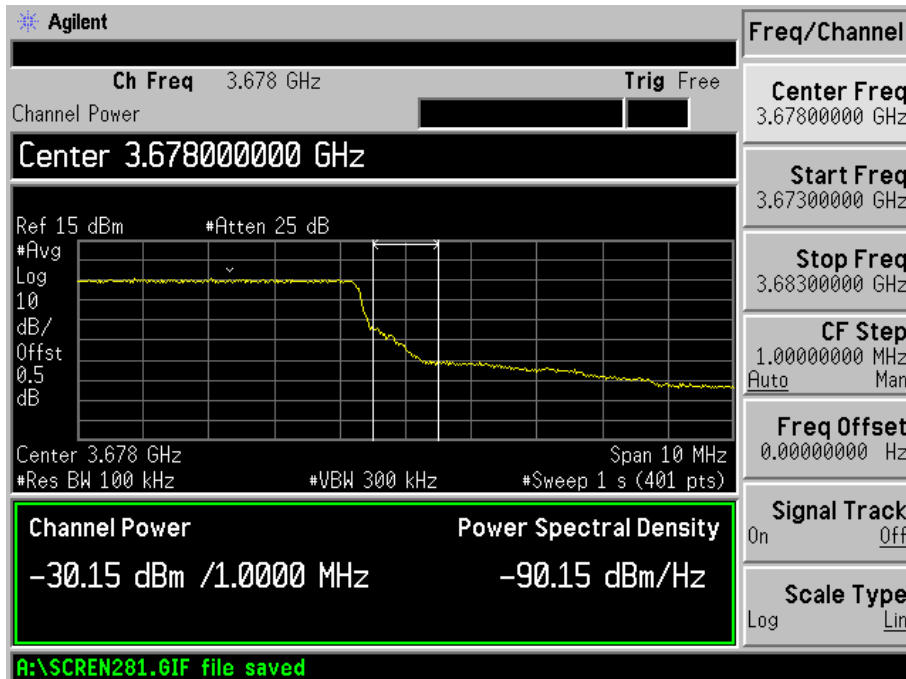 Agilent
Freq/Channel
Ch Freq 3.678 GHz Trig Free
Channel Power
Center 3.678000000 GHz
Ref 15 dBm #Atten 25 dB
#Avg
Log
10
dB/
Offst
0.5
dB
Center 3.678 GHz Span 10 MHz
#Res BW 100 kHz #VBW 300 kHz #Sweep 1 s (401 pts)
Channel Power Power Spectral Density
-30.15 dBm /1.0000 MHz -90.15 dBm/Hz
A:\SCREN281.GIF file saved
Center Freq
3.67800000 GHz
Start Freq
3.67300000 GHz
Stop Freq
3.68300000 GHz
CF Step
1.00000000 MHz
Auto Man
Freq Offset
0.00000000 Hz
Signal Track
On Off
Scale Type
Log Lin